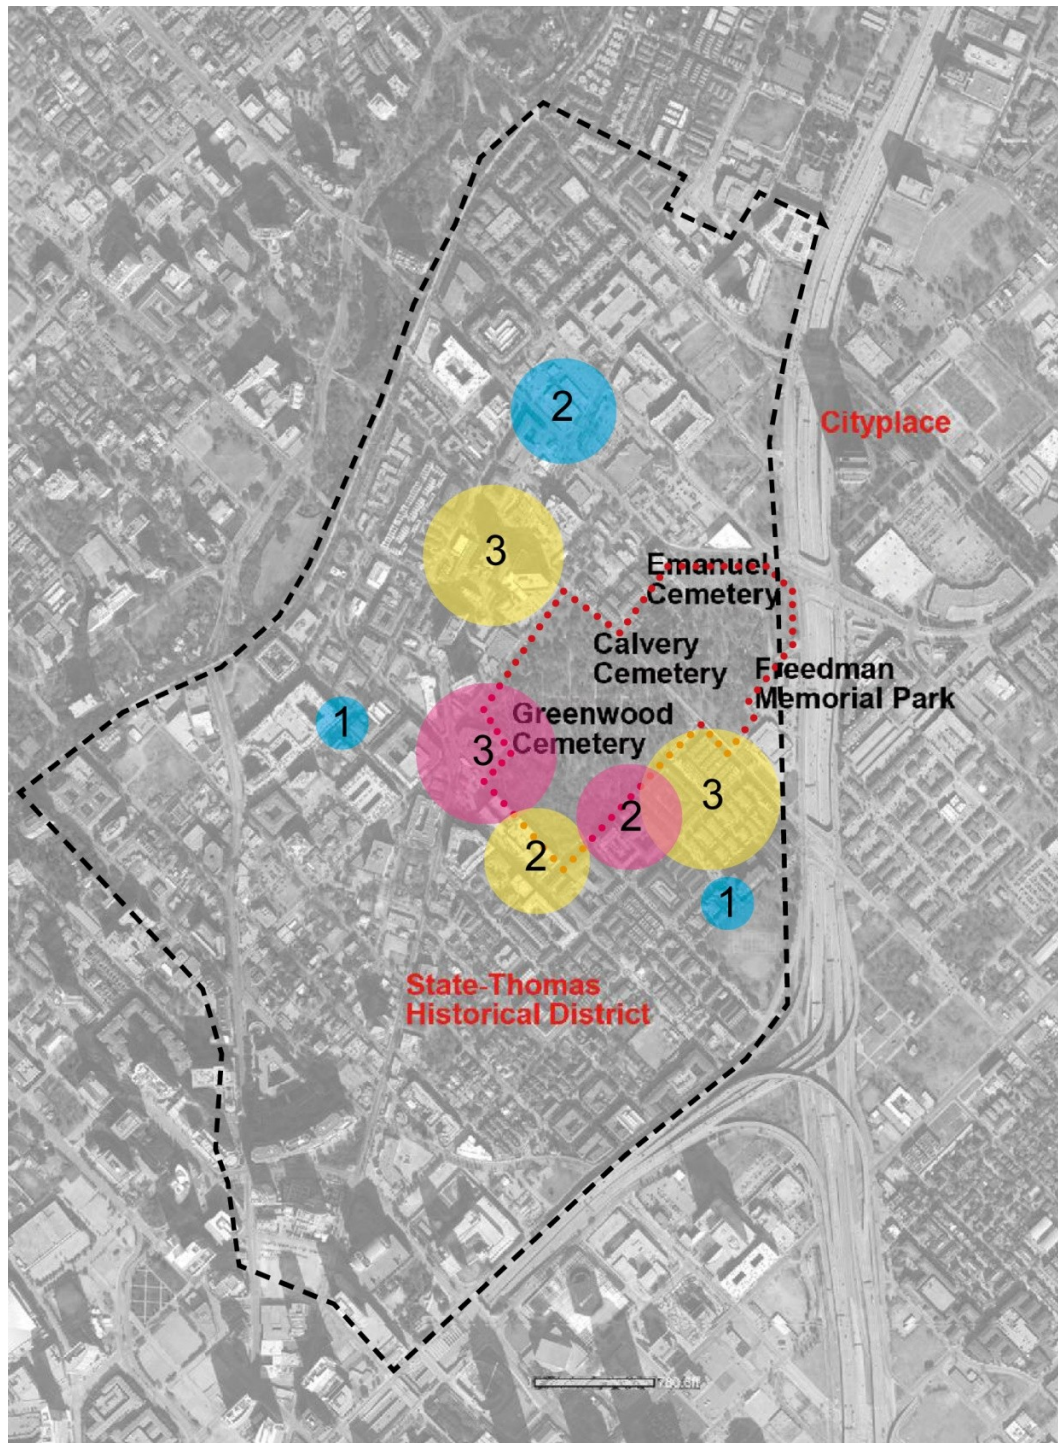 2
Cityplace
3
Emanuel
Cemetery
Calvery
Cemetery
Freedman
Memorial Park
Greenwood
Cemetery
1
3
3
2
2
1
State-Thomas
Historical District